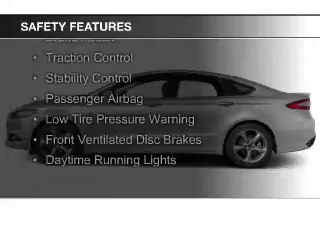 SAFETY FEATURES
• Traction Control
• Stability Control
• Passenger Airbag
• Low Tire Pressure Warning
• Front Ventilated Disc Brakes
• Daytime Running Lights